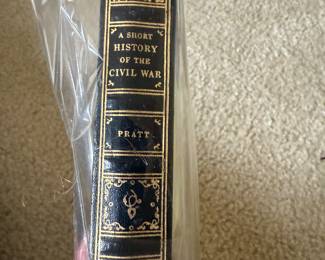 A SHORT
HISTORY
OF THE
CIVIL WAR
PRATT